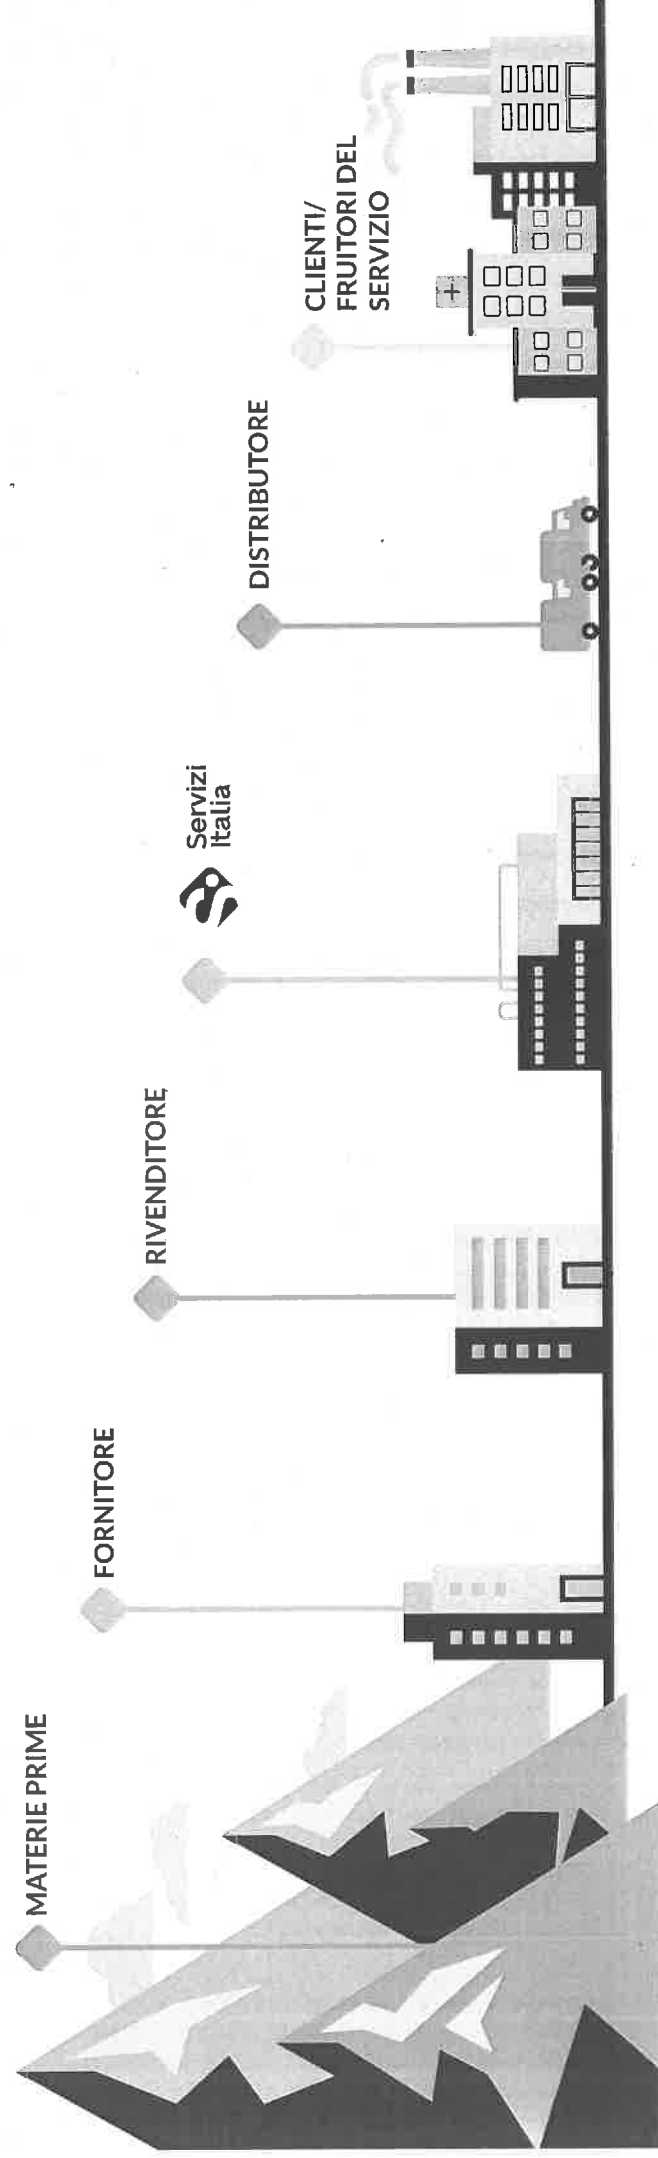 MATERIE PRIME
FORNITORE
RIVENDITORE
Servizi
Italia
DISTRIBUTORE
CLIENTI/
FRUITORI DEL
SERVIZIO